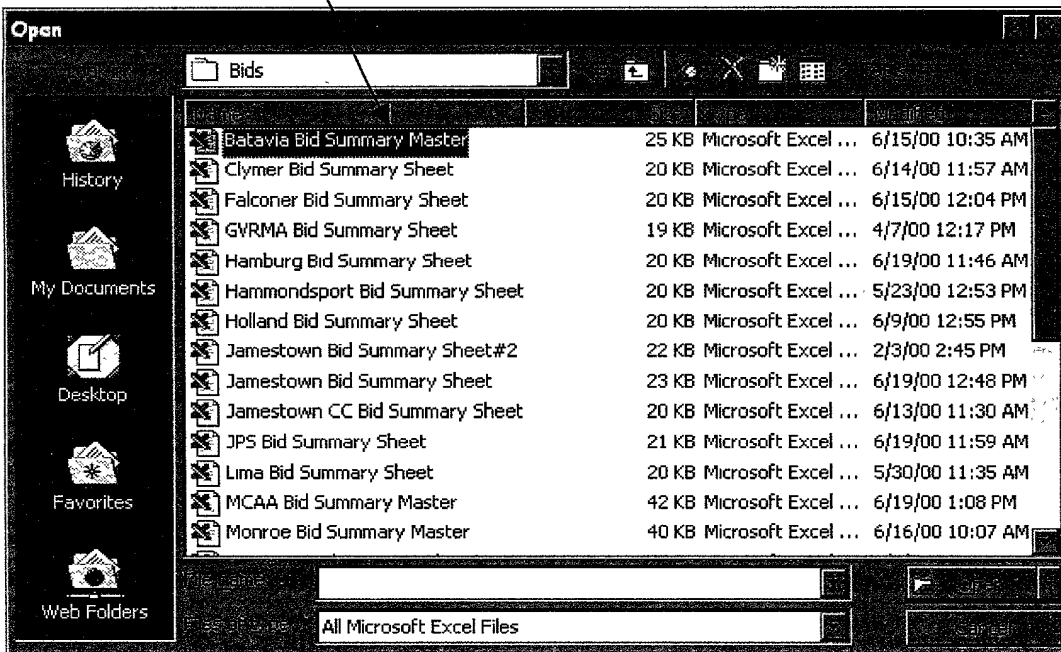 Open
Bids
Name Size Modified
Batavia Bid Summary Master 25 KB Microsoft Excel ... 6/15/00 10:35 AM
Clymer Bid Summary Sheet 20 KB Microsoft Excel ... 6/14/00 11:57 AM
Falconer Bid Summary Sheet 20 KB Microsoft Excel ... 6/15/00 12:04 PM
GVRMA Bid Summary Sheet 19 KB Microsoft Excel ... 4/7/00 12:17 PM
Hamburg Bid Summary Sheet 20 KB Microsoft Excel ... 6/19/00 11:46 AM
Hammondsport Bid Summary Sheet 20 KB Microsoft Excel ... 5/23/00 12:53 PM
Holland Bid Summary Sheet 20 KB Microsoft Excel ... 6/9/00 12:55 PM
Jamestown Bid Summary Sheet#2 22 KB Microsoft Excel ... 2/3/00 2:45 PM
Jamestown Bid Summary Sheet 23 KB Microsoft Excel ... 6/19/00 12:48 PM
Jamestown CC Bid Summary Sheet 20 KB Microsoft Excel ... 6/13/00 11:30 AM
JPS Bid Summary Sheet 21 KB Microsoft Excel ... 6/19/00 11:59 AM
Lima Bid Summary Sheet 20 KB Microsoft Excel ... 5/30/00 11:35 AM
MCAA Bid Summary Master 42 KB Microsoft Excel ... 6/19/00 1:08 PM
Monroe Bid Summary Master 40 KB Microsoft Excel ... 6/16/00 10:07 AM
History
My Documents
Desktop
Favorites
Web Folders
File name:
Open
Files of type: All Microsoft Excel Files
Cancel